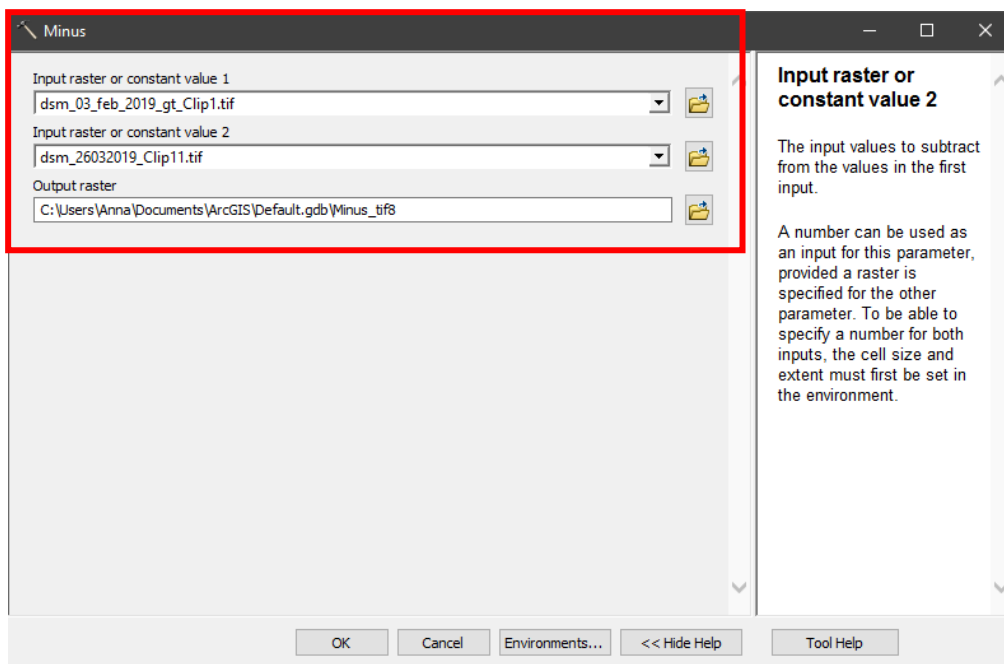 Minus
Input raster or constant value 1
dsm_03_feb_2019_gt_Clip1.tif
Input raster or constant value 2
dsm_26032019_Clip11.tif
Output raster
C:\Users\Anna\Documents\ArcGIS\Default.gdb\Minus_tif8
Input raster or
constant value 2
The input values to subtract
from the values in the first
input.
A number can be used as
an input for this parameter,
provided a raster is
specified for the other
parameter. To be able to
specify a number for both
inputs, the cell size and
extent must first be set in
the environment.
OK
Cancel
Environments...
<< Hide Help
Tool Help